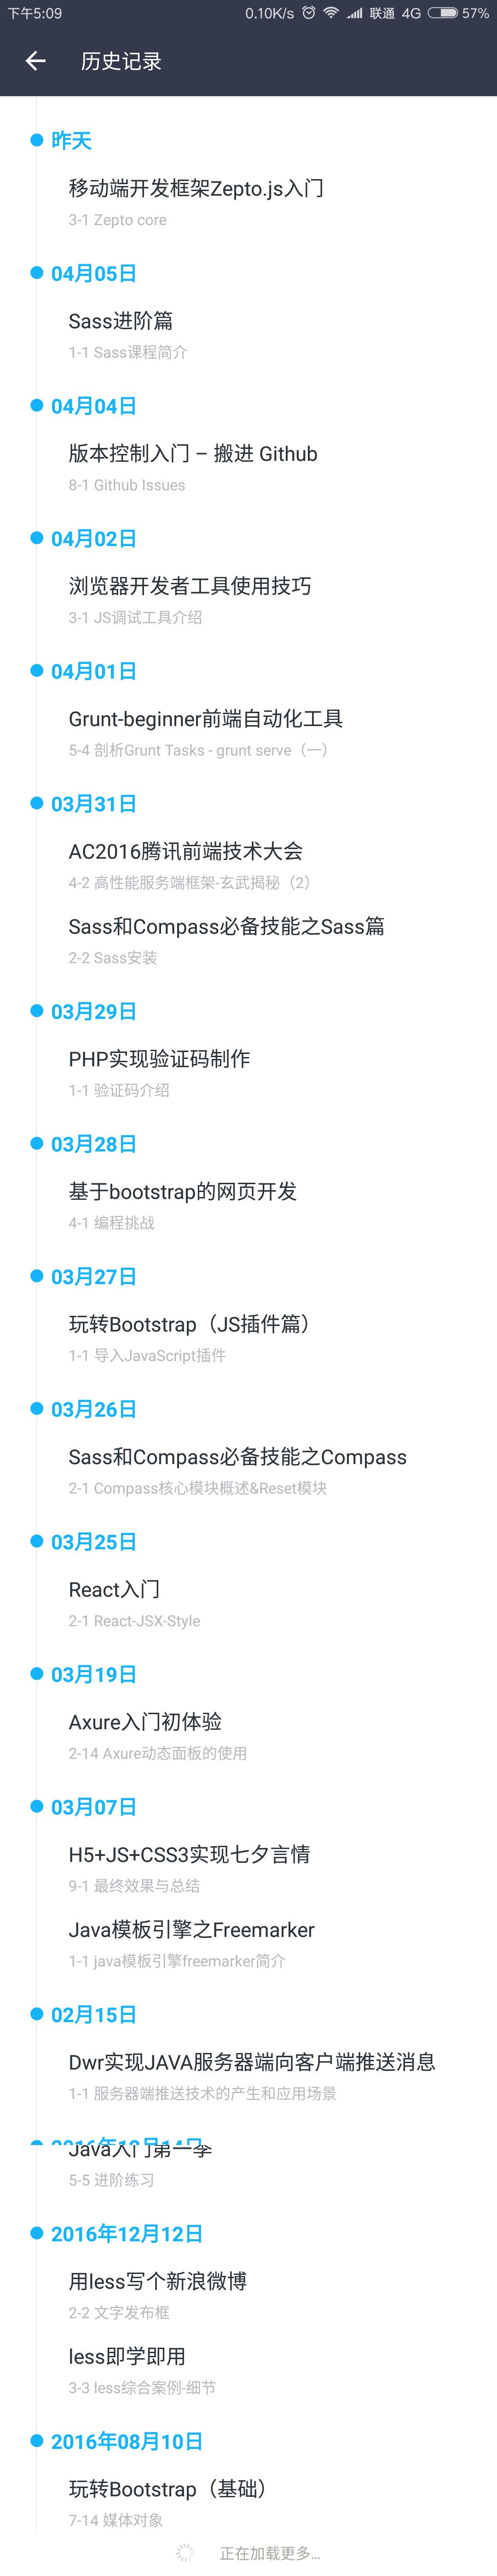 下午5:09 0.10K/s 联通 4G 57%
历史记录
昨天
移动端开发框架Zepto.js入门
3-1 Zepto core
04月05日
Sass进阶篇
1-1 Sass课程简介
04月04日
版本控制入门 – 搬进 Github
8-1 Github Issues
04月02日
浏览器开发者工具使用技巧
3-1 JS调试工具介绍
04月01日
Grunt-beginner前端自动化工具
5-4 剖析Grunt Tasks - grunt serve（一）
03月31日
AC2016腾讯前端技术大会
4-2 高性能服务端框架-玄武揭秘（2）
Sass和Compass必备技能之Sass篇
2-2 Sass安装
03月29日
PHP实现验证码制作
1-1 验证码介绍
03月28日
基于bootstrap的网页开发
4-1 编程挑战
03月27日
玩转Bootstrap（JS插件篇）
1-1 导入JavaScript插件
03月26日
Sass和Compass必备技能之Compass
2-1 Compass核心模块概述&Reset模块
03月25日
React入门
2-1 React-JSX-Style
03月19日
Axure入门初体验
2-14 Axure动态面板的使用
03月07日
H5+JS+CSS3实现七夕言情
9-1 最终效果与总结
Java模板引擎之Freemarker
1-1 java模板引擎freemarker简介
02月15日
Dwr实现JAVA服务器端向客户端推送消息
1-1 服务器端推送技术的产生和应用场景
2016年12月14日
Java入门第一季
5-5 进阶练习
2016年12月12日
用less写个新浪微博
2-2 文字发布框
less即学即用
3-3 less综合案例-细节
2016年08月10日
玩转Bootstrap（基础）
7-14 媒体对象
正在加载更多...